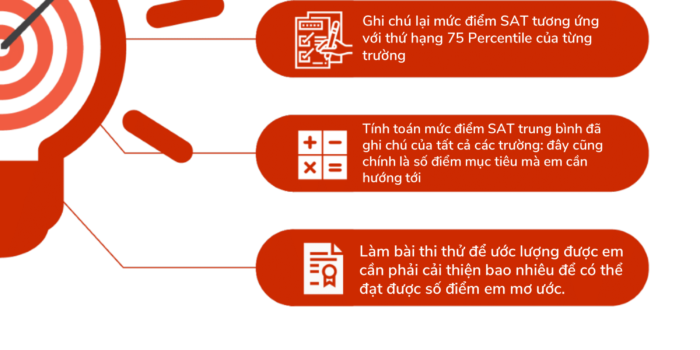 Ghi chú lại mức điểm SAT tương ứng
với thứ hạng 75 Percentile của từng
trường
Tính toán mức điểm SAT trung bình đã
ghi chú của tất cả các trường: đây cũng
chính là số điểm mục tiêu mà em cần
hướng tới
Làm bài thi thử để ước lượng được em
cần phải cải thiện bao nhiêu để có thể
đạt được số điểm em mơ ước.